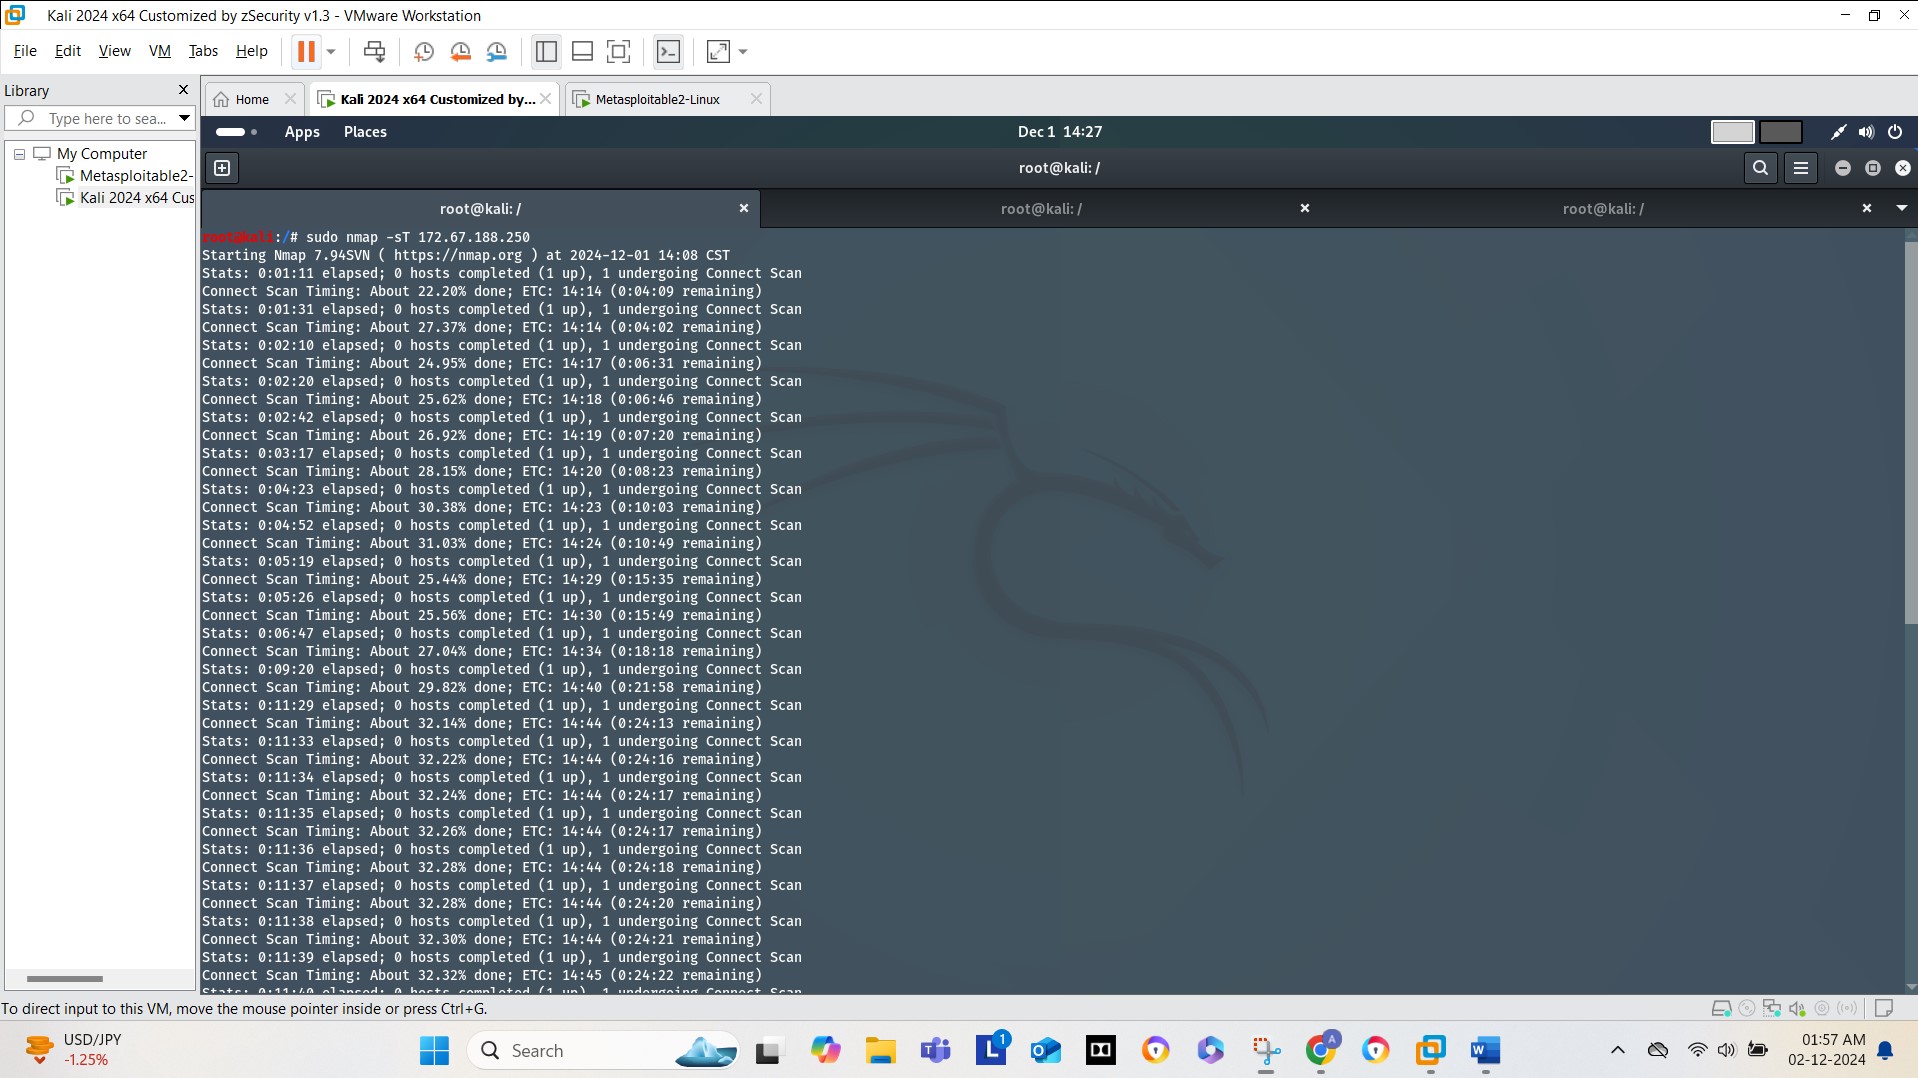 Kali 2024 x64 Customized by zSecurity v1.3 - VMware Workstation
File Edit View VM Tabs Help
Library
Home
Kali 2024 x64 Customized by...
Metasploitable2-Linux
Type here to sea...
Apps Places
Dec 1 14:27
My Computer
Metasploitable2-
Kali 2024 x64 Cus
root@kali: /
root@kali: /
root@kali: /
root@kali: /
root@kali:/# sudo nmap -sT 172.67.188.250
Starting Nmap 7.94SVN ( https://nmap.org ) at 2024-12-01 14:08 CST
Stats: 0:01:11 elapsed; 0 hosts completed (1 up), 1 undergoing Connect Scan
Connect Scan Timing: About 22.20% done; ETC: 14:14 (0:04:09 remaining)
Stats: 0:01:31 elapsed; 0 hosts completed (1 up), 1 undergoing Connect Scan
Connect Scan Timing: About 27.37% done; ETC: 14:14 (0:04:02 remaining)
Stats: 0:02:10 elapsed; 0 hosts completed (1 up), 1 undergoing Connect Scan
Connect Scan Timing: About 24.95% done; ETC: 14:17 (0:06:31 remaining)
Stats: 0:02:20 elapsed; 0 hosts completed (1 up), 1 undergoing Connect Scan
Connect Scan Timing: About 25.62% done; ETC: 14:18 (0:06:46 remaining)
Stats: 0:02:42 elapsed; 0 hosts completed (1 up), 1 undergoing Connect Scan
Connect Scan Timing: About 26.92% done; ETC: 14:19 (0:07:20 remaining)
Stats: 0:03:17 elapsed; 0 hosts completed (1 up), 1 undergoing Connect Scan
Connect Scan Timing: About 28.15% done; ETC: 14:20 (0:08:23 remaining)
Stats: 0:04:23 elapsed; 0 hosts completed (1 up), 1 undergoing Connect Scan
Connect Scan Timing: About 30.38% done; ETC: 14:23 (0:10:03 remaining)
Stats: 0:04:52 elapsed; 0 hosts completed (1 up), 1 undergoing Connect Scan
Connect Scan Timing: About 31.03% done; ETC: 14:24 (0:10:49 remaining)
Stats: 0:05:19 elapsed; 0 hosts completed (1 up), 1 undergoing Connect Scan
Connect Scan Timing: About 25.44% done; ETC: 14:29 (0:15:35 remaining)
Stats: 0:05:26 elapsed; 0 hosts completed (1 up), 1 undergoing Connect Scan
Connect Scan Timing: About 25.56% done; ETC: 14:30 (0:15:49 remaining)
Stats: 0:06:47 elapsed; 0 hosts completed (1 up), 1 undergoing Connect Scan
Connect Scan Timing: About 27.04% done; ETC: 14:34 (0:18:18 remaining)
Stats: 0:09:20 elapsed; 0 hosts completed (1 up), 1 undergoing Connect Scan
Connect Scan Timing: About 29.82% done; ETC: 14:40 (0:21:58 remaining)
Stats: 0:11:29 elapsed; 0 hosts completed (1 up), 1 undergoing Connect Scan
Connect Scan Timing: About 32.14% done; ETC: 14:44 (0:24:13 remaining)
Stats: 0:11:33 elapsed; 0 hosts completed (1 up), 1 undergoing Connect Scan
Connect Scan Timing: About 32.22% done; ETC: 14:44 (0:24:16 remaining)
Stats: 0:11:34 elapsed; 0 hosts completed (1 up), 1 undergoing Connect Scan
Connect Scan Timing: About 32.24% done; ETC: 14:44 (0:24:17 remaining)
Stats: 0:11:35 elapsed; 0 hosts completed (1 up), 1 undergoing Connect Scan
Connect Scan Timing: About 32.26% done; ETC: 14:44 (0:24:17 remaining)
Stats: 0:11:36 elapsed; 0 hosts completed (1 up), 1 undergoing Connect Scan
Connect Scan Timing: About 32.28% done; ETC: 14:44 (0:24:18 remaining)
Stats: 0:11:37 elapsed; 0 hosts completed (1 up), 1 undergoing Connect Scan
Connect Scan Timing: About 32.28% done; ETC: 14:44 (0:24:20 remaining)
Stats: 0:11:38 elapsed; 0 hosts completed (1 up), 1 undergoing Connect Scan
Connect Scan Timing: About 32.30% done; ETC: 14:44 (0:24:21 remaining)
Stats: 0:11:39 elapsed; 0 hosts completed (1 up), 1 undergoing Connect Scan
Connect Scan Timing: About 32.32% done; ETC: 14:45 (0:24:22 remaining)
Stats: 0:11:40 elapsed; 0 hosts completed (1 up), 1 undergoing Connect Scan
To direct input to this VM, move the mouse pointer inside or press Ctrl+G.
USD/JPY
-1.25%
Search
1
A
01:57 AM
02-12-2024